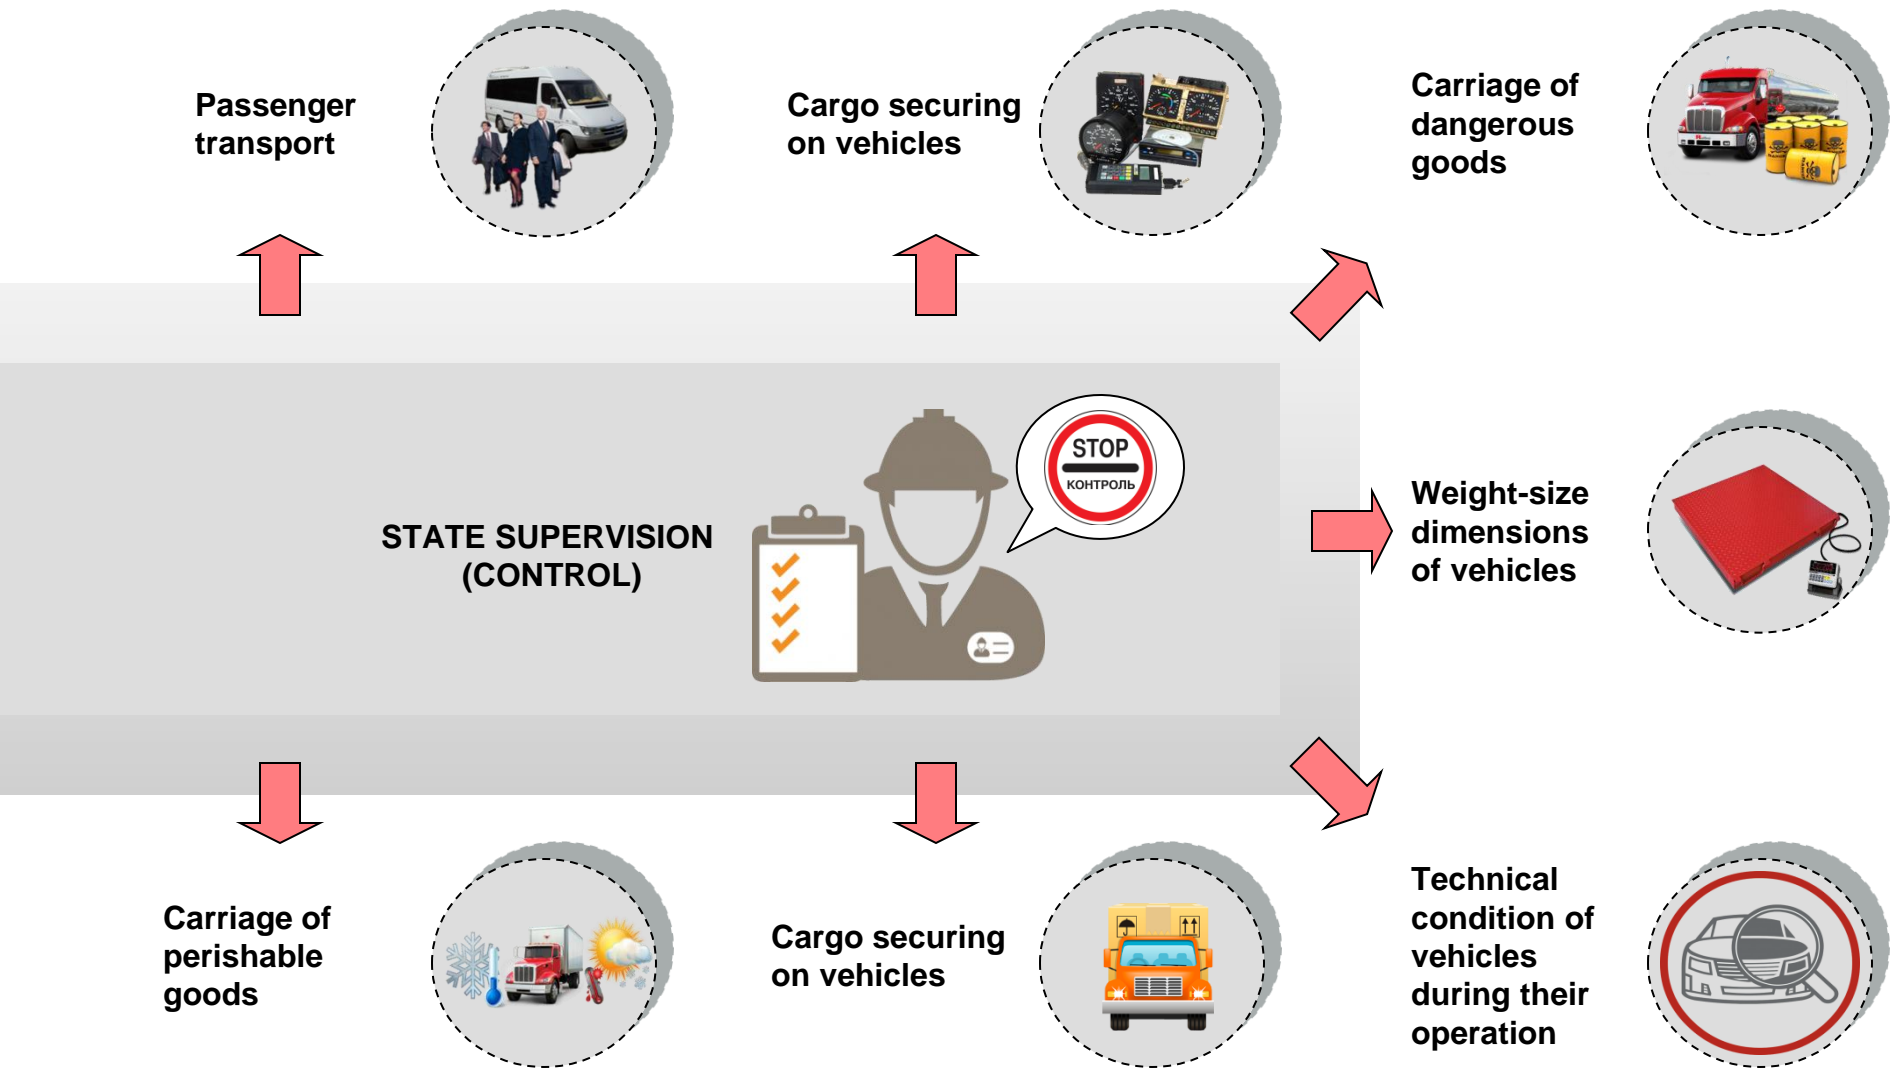 Passenger
transport
Cargo securing
on vehicles
Carriage of
dangerous
goods
STATE SUPERVISION
(CONTROL)
STOP
КОНТРОЛЬ
Weight-size
dimensions
of vehicles
Carriage of
perishable
goods
Cargo securing
on vehicles
Technical
condition of
vehicles
during their
operation